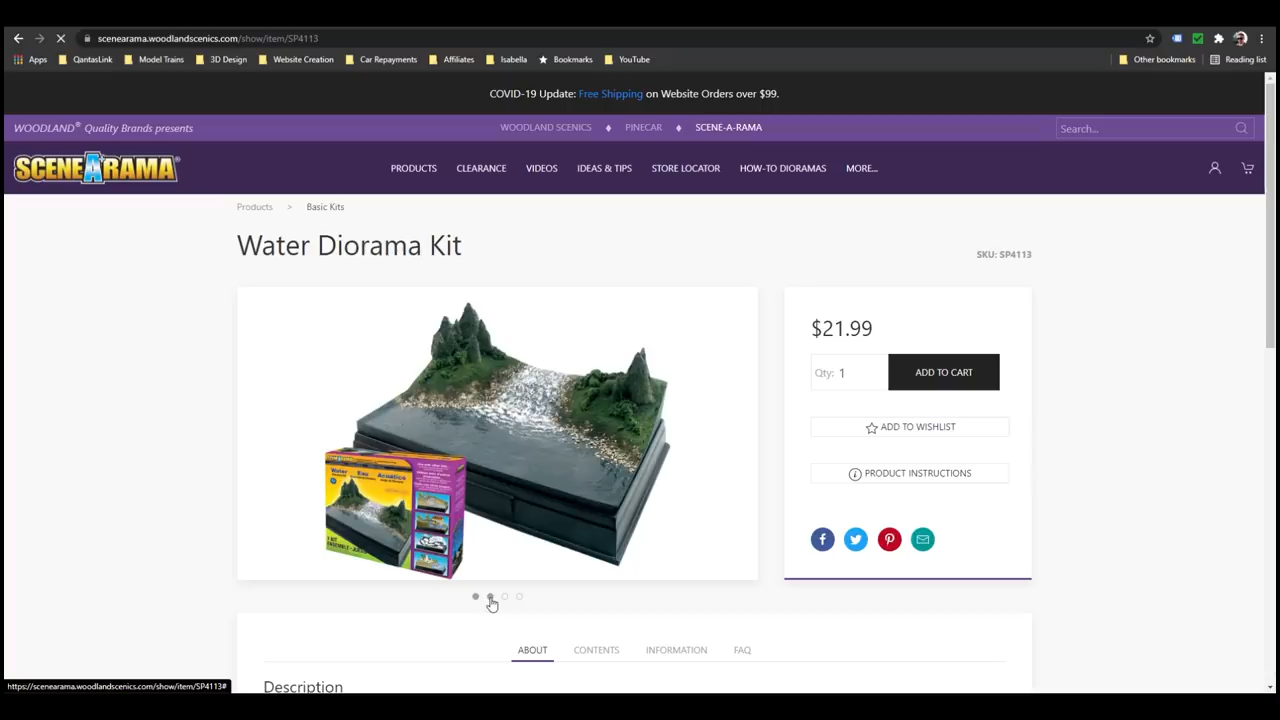 scenearama.woodlandscenics.com/show/item/SP4113
Apps QantasLink Model Trains 3D Design Website Creation Car Repayments Affiliates Isabella Bookmarks YouTube Other bookmarks Reading list
COVID-19 Update: Free Shipping on Website Orders over $99.
WOODLAND® Quality Brands presents WOODLAND SCENICS ♦ PINECAR ♦ SCENE-A-RAMA Search...
SCENEARAMA® PRODUCTS CLEARANCE VIDEOS IDEAS & TIPS STORE LOCATOR HOW-TO DIORAMAS MORE...
Products > Basic Kits
Water Diorama Kit
SKU: SP4113
$21.99
Qty: 1 ADD TO CART
ADD TO WISHLIST
PRODUCT INSTRUCTIONS
Water Eau Acuático
ABOUT CONTENTS INFORMATION FAQ
Description
https://scenearama.woodlandscenics.com/show/item/SP4113#